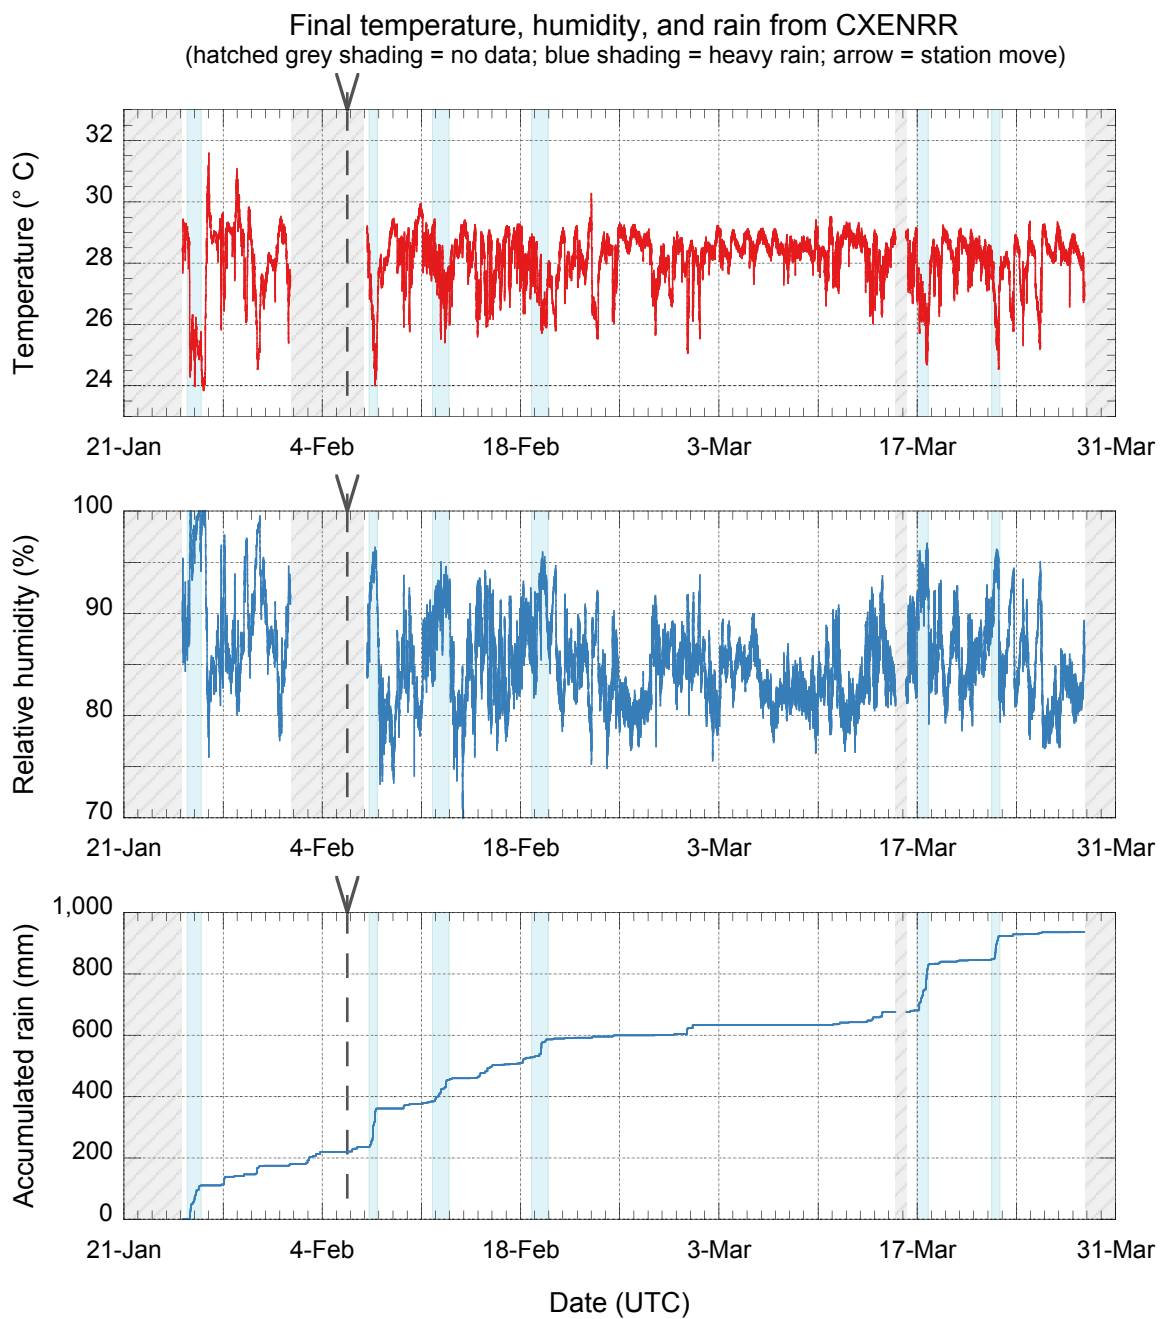 Final temperature, humidity, and rain from CXENRR
(hatched grey shading = no data; blue shading = heavy rain; arrow = station move)
Temperature (° C)
32
30
28
26
24
21-Jan 4-Feb 18-Feb 3-Mar 17-Mar 31-Mar
Relative humidity (%)
100
90
80
70
21-Jan 4-Feb 18-Feb 3-Mar 17-Mar 31-Mar
Accumulated rain (mm)
1,000
800
600
400
200
0
21-Jan 4-Feb 18-Feb 3-Mar 17-Mar 31-Mar
Date (UTC)